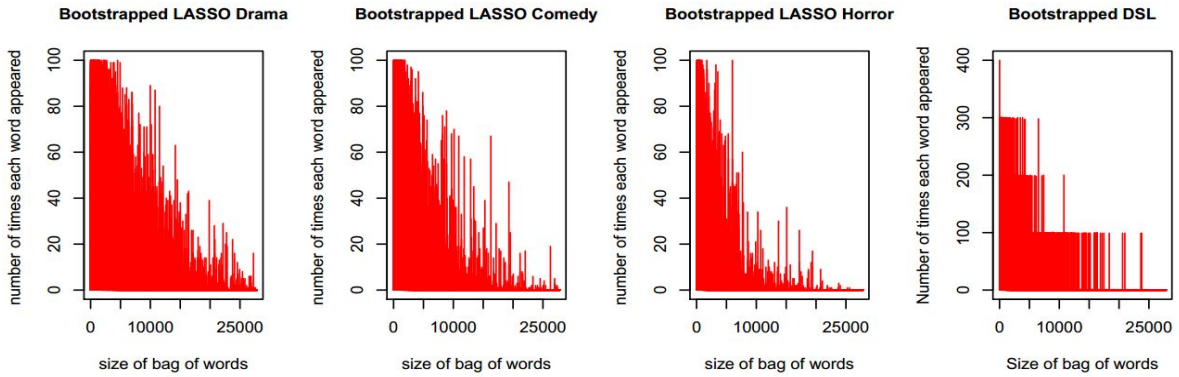 Bootstrapped LASSO Drama
number of times each word appeared
100
80
60
40
20
0
0
10000
25000
size of bag of words
Bootstrapped LASSO Comedy
number of times each word appeared
100
80
60
40
20
0
0
10000
25000
size of bag of words
Bootstrapped LASSO Horror
number of times each word appeared
100
80
60
40
20
0
0
10000
25000
size of bag of words
Bootstrapped DSL
Number of times each word appeared
400
300
200
100
0
0
10000
25000
Size of bag of Words